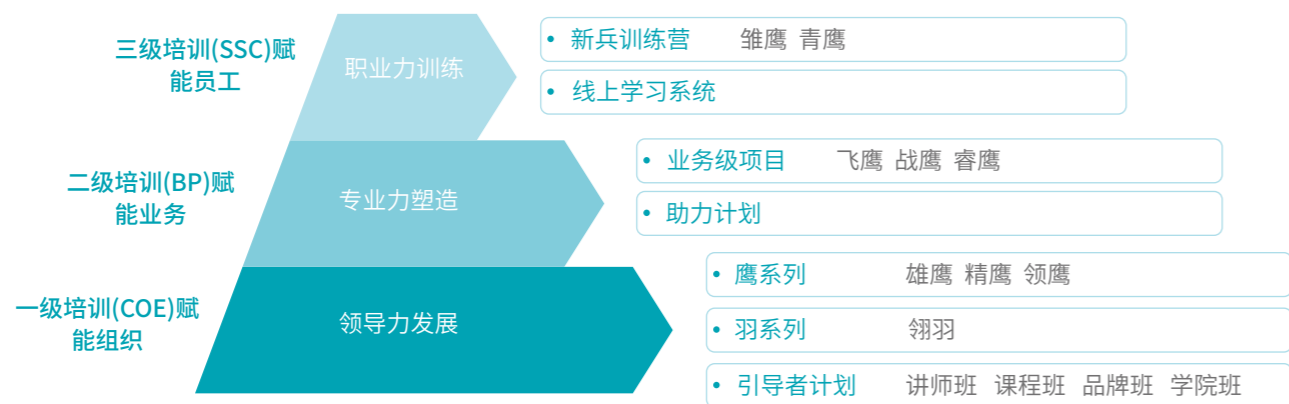 三级培训(SSC)赋
能员工
职业力训练
• 新兵训练营 雏鹰 青鹰
• 线上学习系统
二级培训(BP)赋
能业务
专业力塑造
• 业务级项目 飞鹰 战鹰 睿鹰
• 助力计划
一级培训(COE)赋
能组织
领导力发展
• 鹰系列 雄鹰 精鹰 领鹰
• 羽系列 翎羽
• 引导者计划 讲师班 课程班 品牌班 学院班